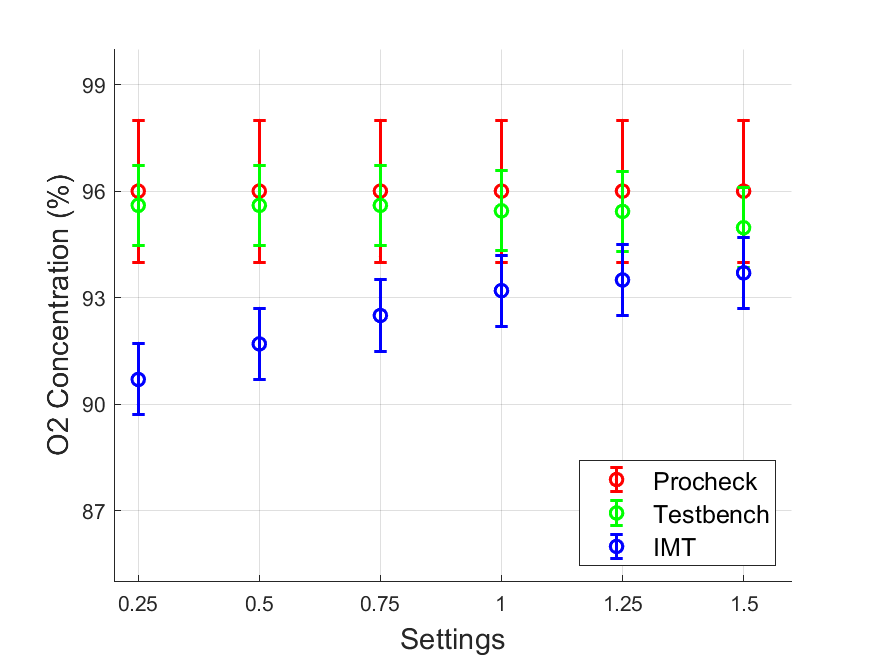 O2 Concentration (%)
99
96
93
90
87
0.25 0.5 0.75 1 1.25 1.5
Settings
Procheck
Testbench
IMT